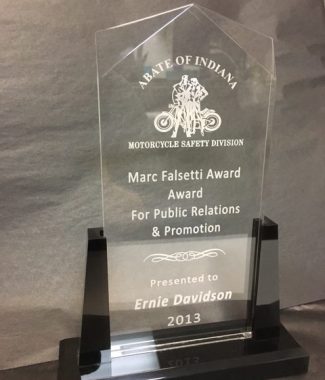 ABATE OF INDIANA
MOTORCYCLE SAFETY DIVISION
Marc Falsetti Award
Award
For Public Relations
& Promotion
Presented to
Ernie Davidson
2013